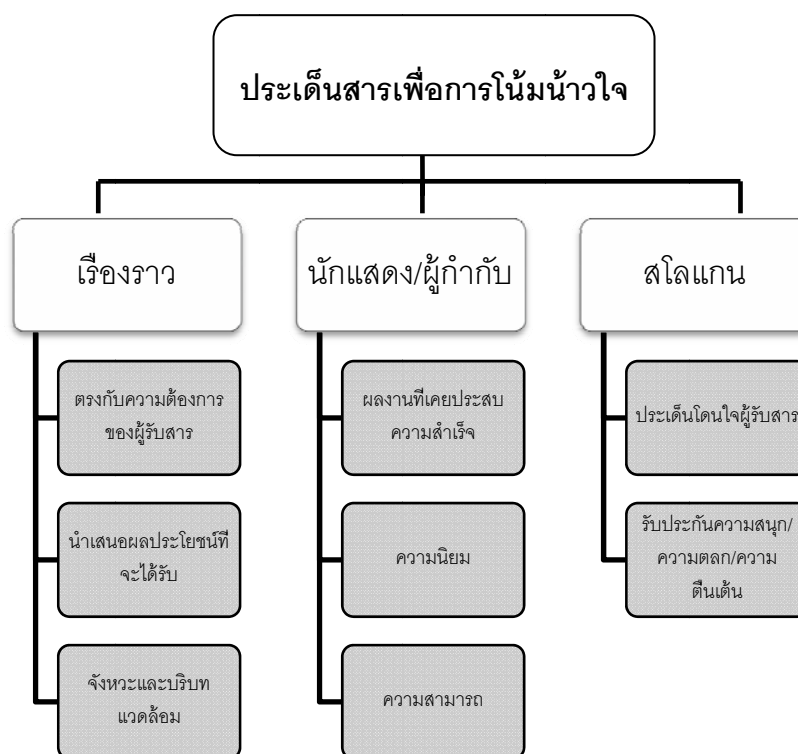 ประเด็นสารเพื่อการโน้มน้าวใจ
เรื่องราว
นักแสดง/ผู้กำกับ
สโลแกน
ตรงกับความต้องการ
ของผู้รับสาร
นำเสนอผลประโยชน์ที่
จะได้รับ
จังหวะและบริบท
แวดล้อม
ผลงานที่เคยประสบ
ความสำเร็จ
ความนิยม
ความสามารถ
ประเด็นโดนใจผู้รับสาร
รับประกันความสนุก/
ความตลก/ความ
ตื่นเต้น